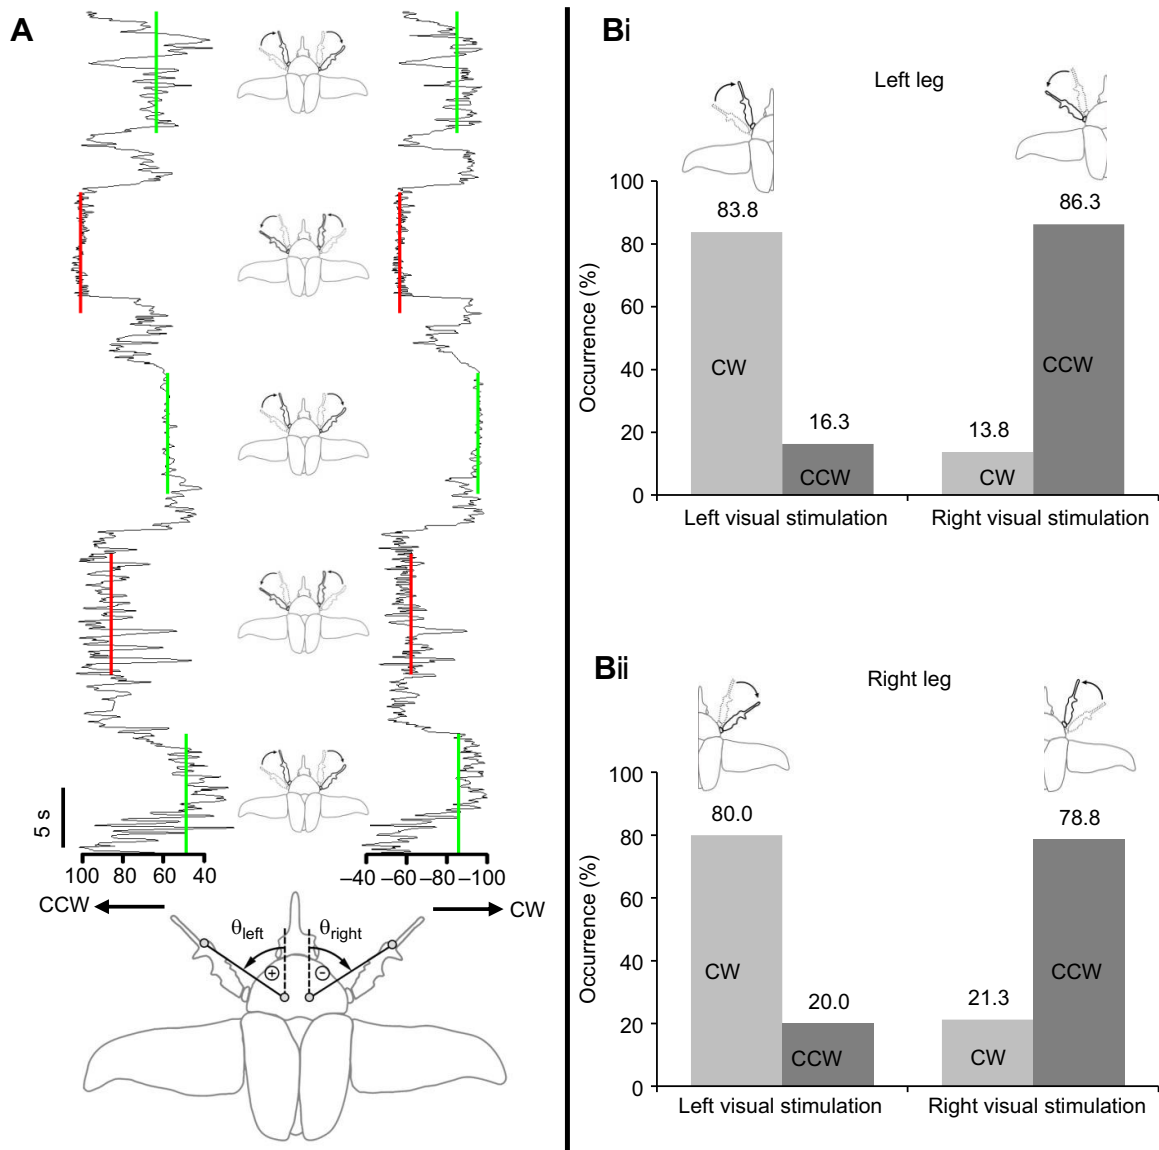 A
5 s
100 80 60 40
–40 –60 –80 –100
CCW
CW
θleft
θright
+
–
Bi
Left leg
Occurrence (%)
100
80
60
40
20
0
83.8
CW
16.3
CCW
13.8
CW
86.3
CCW
Left visual stimulation
Right visual stimulation
Bii
Right leg
Occurrence (%)
100
80
60
40
20
0
80.0
CW
20.0
CCW
21.3
CW
78.8
CCW
Left visual stimulation
Right visual stimulation